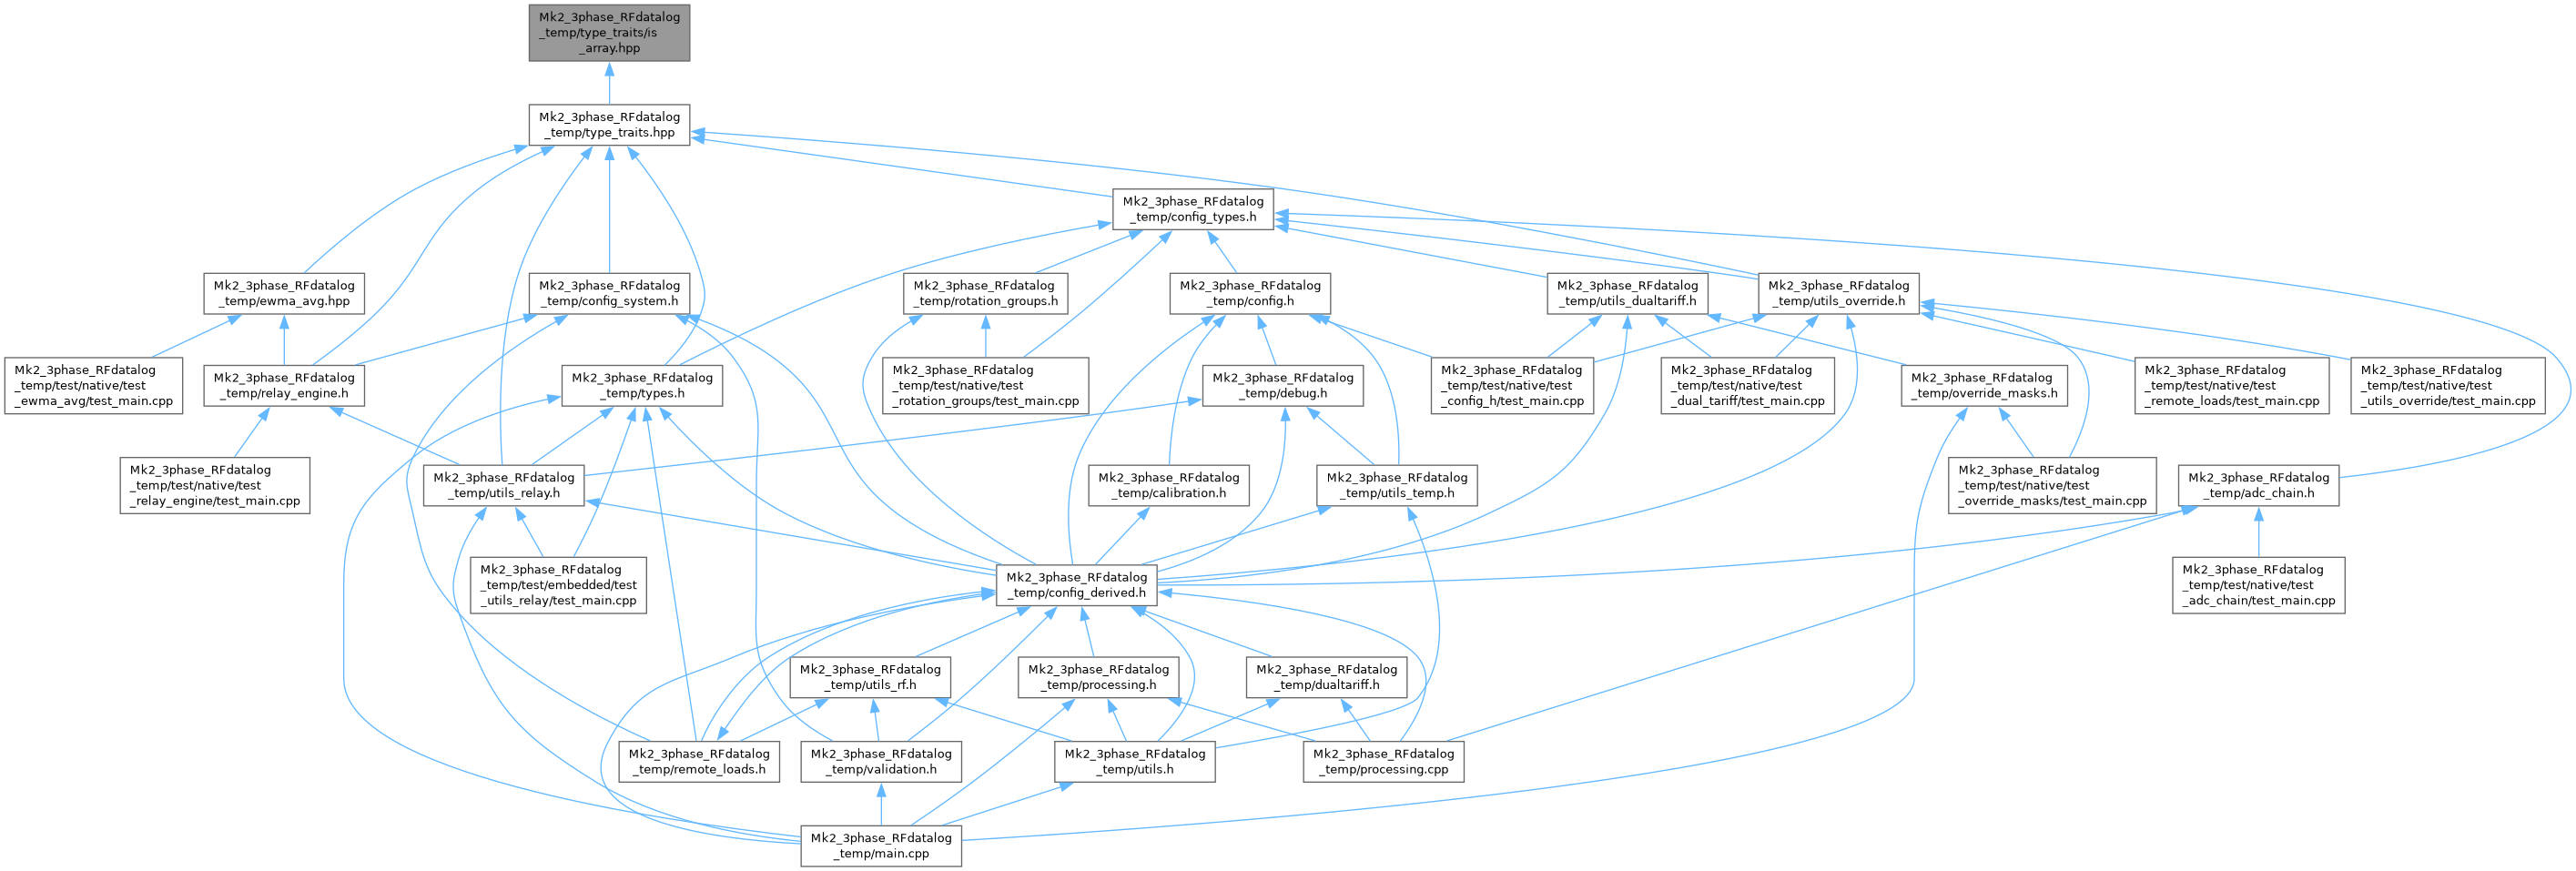 Mk2_3phase_RFdatalog
_temp/type_traits/is
_array.hpp
Mk2_3phase_RFdatalog
_temp/type_traits.hpp
Mk2_3phase_RFdatalog
_temp/config_types.h
Mk2_3phase_RFdatalog
_temp/ewma_avg.hpp
Mk2_3phase_RFdatalog
_temp/config_system.h
Mk2_3phase_RFdatalog
_temp/rotation_groups.h
Mk2_3phase_RFdatalog
_temp/config.h
Mk2_3phase_RFdatalog
_temp/utils_dualtariff.h
Mk2_3phase_RFdatalog
_temp/utils_override.h
Mk2_3phase_RFdatalog
_temp/test/native/test
_ewma_avg/test_main.cpp
Mk2_3phase_RFdatalog
_temp/relay_engine.h
Mk2_3phase_RFdatalog
_temp/types.h
Mk2_3phase_RFdatalog
_temp/test/native/test
_rotation_groups/test_main.cpp
Mk2_3phase_RFdatalog
_temp/debug.h
Mk2_3phase_RFdatalog
_temp/test/native/test
_config_h/test_main.cpp
Mk2_3phase_RFdatalog
_temp/test/native/test
_dual_tariff/test_main.cpp
Mk2_3phase_RFdatalog
_temp/override_masks.h
Mk2_3phase_RFdatalog
_temp/test/native/test
_remote_loads/test_main.cpp
Mk2_3phase_RFdatalog
_temp/test/native/test
_utils_override/test_main.cpp
Mk2_3phase_RFdatalog
_temp/test/native/test
_relay_engine/test_main.cpp
Mk2_3phase_RFdatalog
_temp/utils_relay.h
Mk2_3phase_RFdatalog
_temp/calibration.h
Mk2_3phase_RFdatalog
_temp/utils_temp.h
Mk2_3phase_RFdatalog
_temp/test/native/test
_override_masks/test_main.cpp
Mk2_3phase_RFdatalog
_temp/adc_chain.h
Mk2_3phase_RFdatalog
_temp/test/embedded/test
_utils_relay/test_main.cpp
Mk2_3phase_RFdatalog
_temp/config_derived.h
Mk2_3phase_RFdatalog
_temp/test/native/test
_adc_chain/test_main.cpp
Mk2_3phase_RFdatalog
_temp/utils_rf.h
Mk2_3phase_RFdatalog
_temp/processing.h
Mk2_3phase_RFdatalog
_temp/dualtariff.h
Mk2_3phase_RFdatalog
_temp/remote_loads.h
Mk2_3phase_RFdatalog
_temp/validation.h
Mk2_3phase_RFdatalog
_temp/utils.h
Mk2_3phase_RFdatalog
_temp/processing.cpp
Mk2_3phase_RFdatalog
_temp/main.cpp